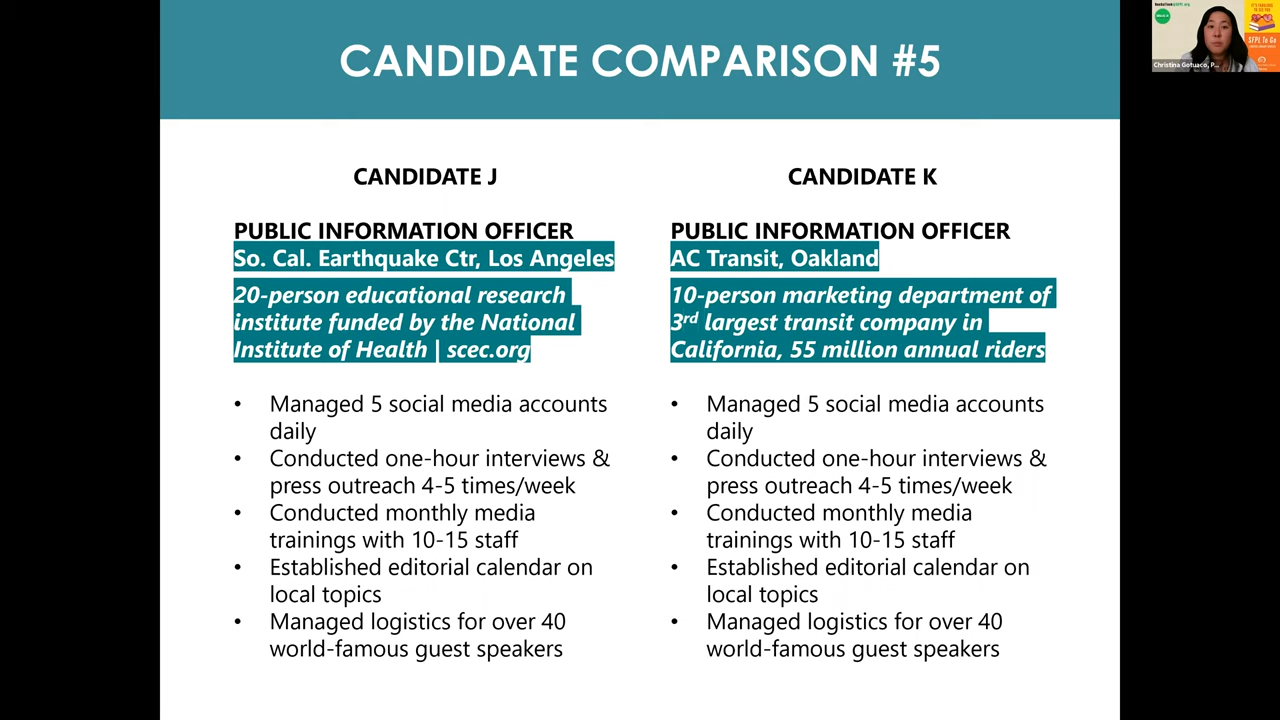 CANDIDATE COMPARISON #5
CANDIDATE J
PUBLIC INFORMATION OFFICER
So. Cal. Earthquake Ctr, Los Angeles
20-person educational research
institute funded by the National
Institute of Health | scec.org
• Managed 5 social media accounts
daily
• Conducted one-hour interviews &
press outreach 4-5 times/week
• Conducted monthly media
trainings with 10-15 staff
• Established editorial calendar on
local topics
• Managed logistics for over 40
world-famous guest speakers
CANDIDATE K
PUBLIC INFORMATION OFFICER
AC Transit, Oakland
10-person marketing department of
3rd largest transit company in
California, 55 million annual riders
• Managed 5 social media accounts
daily
• Conducted one-hour interviews &
press outreach 4-5 times/week
• Conducted monthly media
trainings with 10-15 staff
• Established editorial calendar on
local topics
• Managed logistics for over 40
world-famous guest speakers
SFPL To Go
Christina Gotuaco, P...